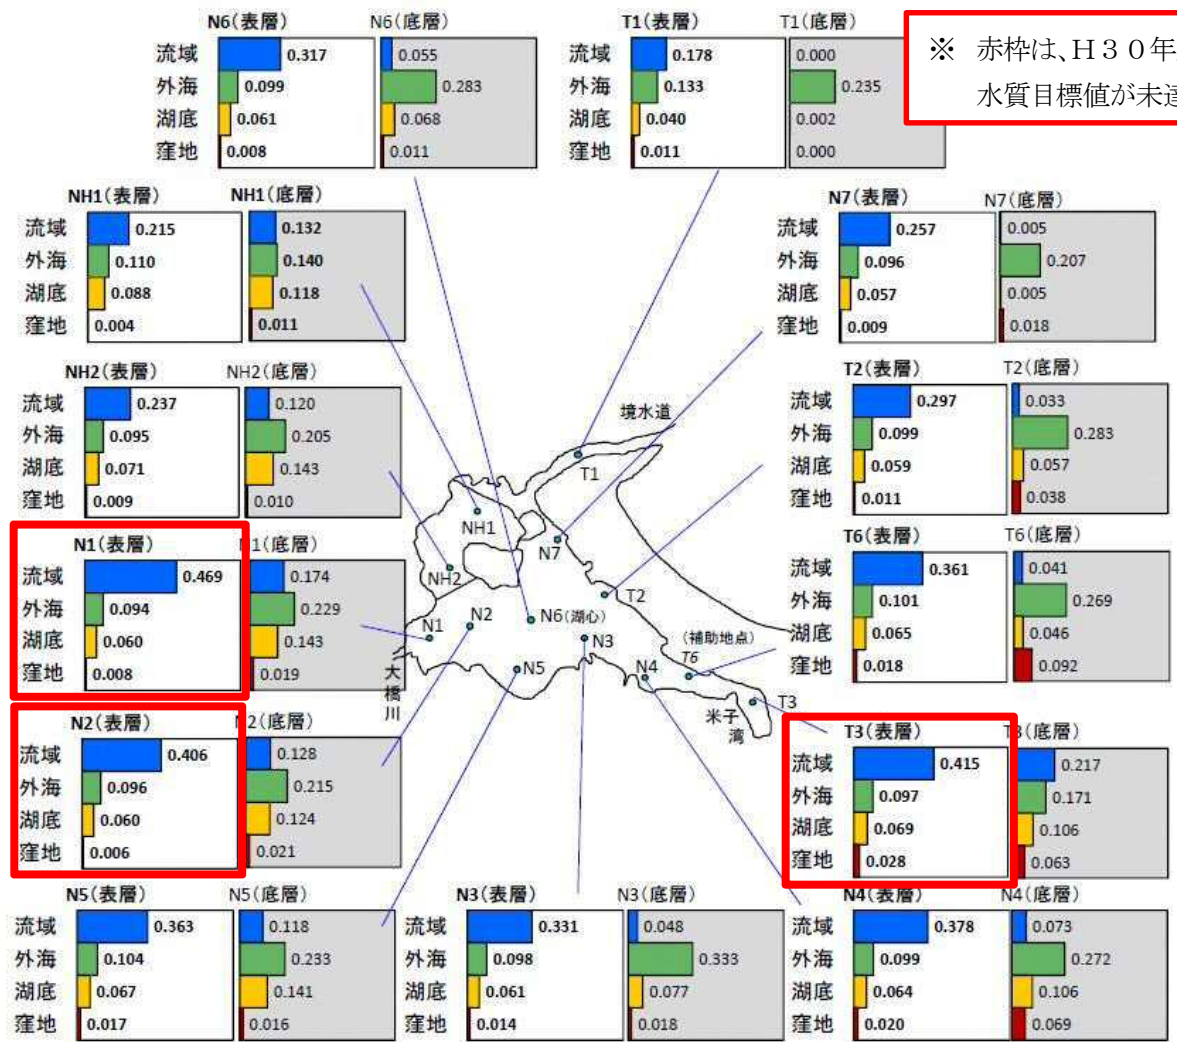 N6(表層)
流域 0.317
外海 0.099
湖底 0.061
窪地 0.008
N6(底層)
0.055
0.283
0.068
0.011
T1(表層)
流域 0.178
外海 0.133
湖底 0.040
窪地 0.011
T1(底層)
0.000
0.235
0.002
0.000
※ 赤枠は、H30年
水質目標値が未達
NH1(表層)
流域 0.215
外海 0.110
湖底 0.088
窪地 0.004
NH1(底層)
0.132
0.140
0.118
0.011
N7(表層)
流域 0.257
外海 0.096
湖底 0.057
窪地 0.009
N7(底層)
0.005
0.207
0.005
0.018
NH2(表層)
流域 0.237
外海 0.095
湖底 0.071
窪地 0.009
NH2(底層)
0.120
0.205
0.143
0.010
T2(表層)
流域 0.297
外海 0.099
湖底 0.059
窪地 0.011
T2(底層)
0.033
0.283
0.057
0.038
N1(表層)
流域 0.469
外海 0.094
湖底 0.060
窪地 0.008
N1(底層)
0.174
0.229
0.143
0.019
T6(表層)
流域 0.361
外海 0.101
湖底 0.065
窪地 0.018
T6(底層)
0.041
0.269
0.046
0.092
境水道
T1
NH1
N7
NH2
T2
N1
N2
N6(湖心)
N3
(補助地点)
T6
N5
N4
T3
大橋川
米子湾
N2(表層)
流域 0.406
外海 0.096
湖底 0.060
窪地 0.006
N2(底層)
0.128
0.215
0.124
0.021
T3(表層)
流域 0.415
外海 0.097
湖底 0.069
窪地 0.028
T3(底層)
0.217
0.171
0.106
0.063
N5(表層)
流域 0.363
外海 0.104
湖底 0.067
窪地 0.017
N5(底層)
0.118
0.233
0.141
0.016
N3(表層)
流域 0.331
外海 0.098
湖底 0.061
窪地 0.014
N3(底層)
0.048
0.333
0.077
0.018
N4(表層)
流域 0.378
外海 0.099
湖底 0.064
窪地 0.020
N4(底層)
0.073
0.272
0.106
0.069